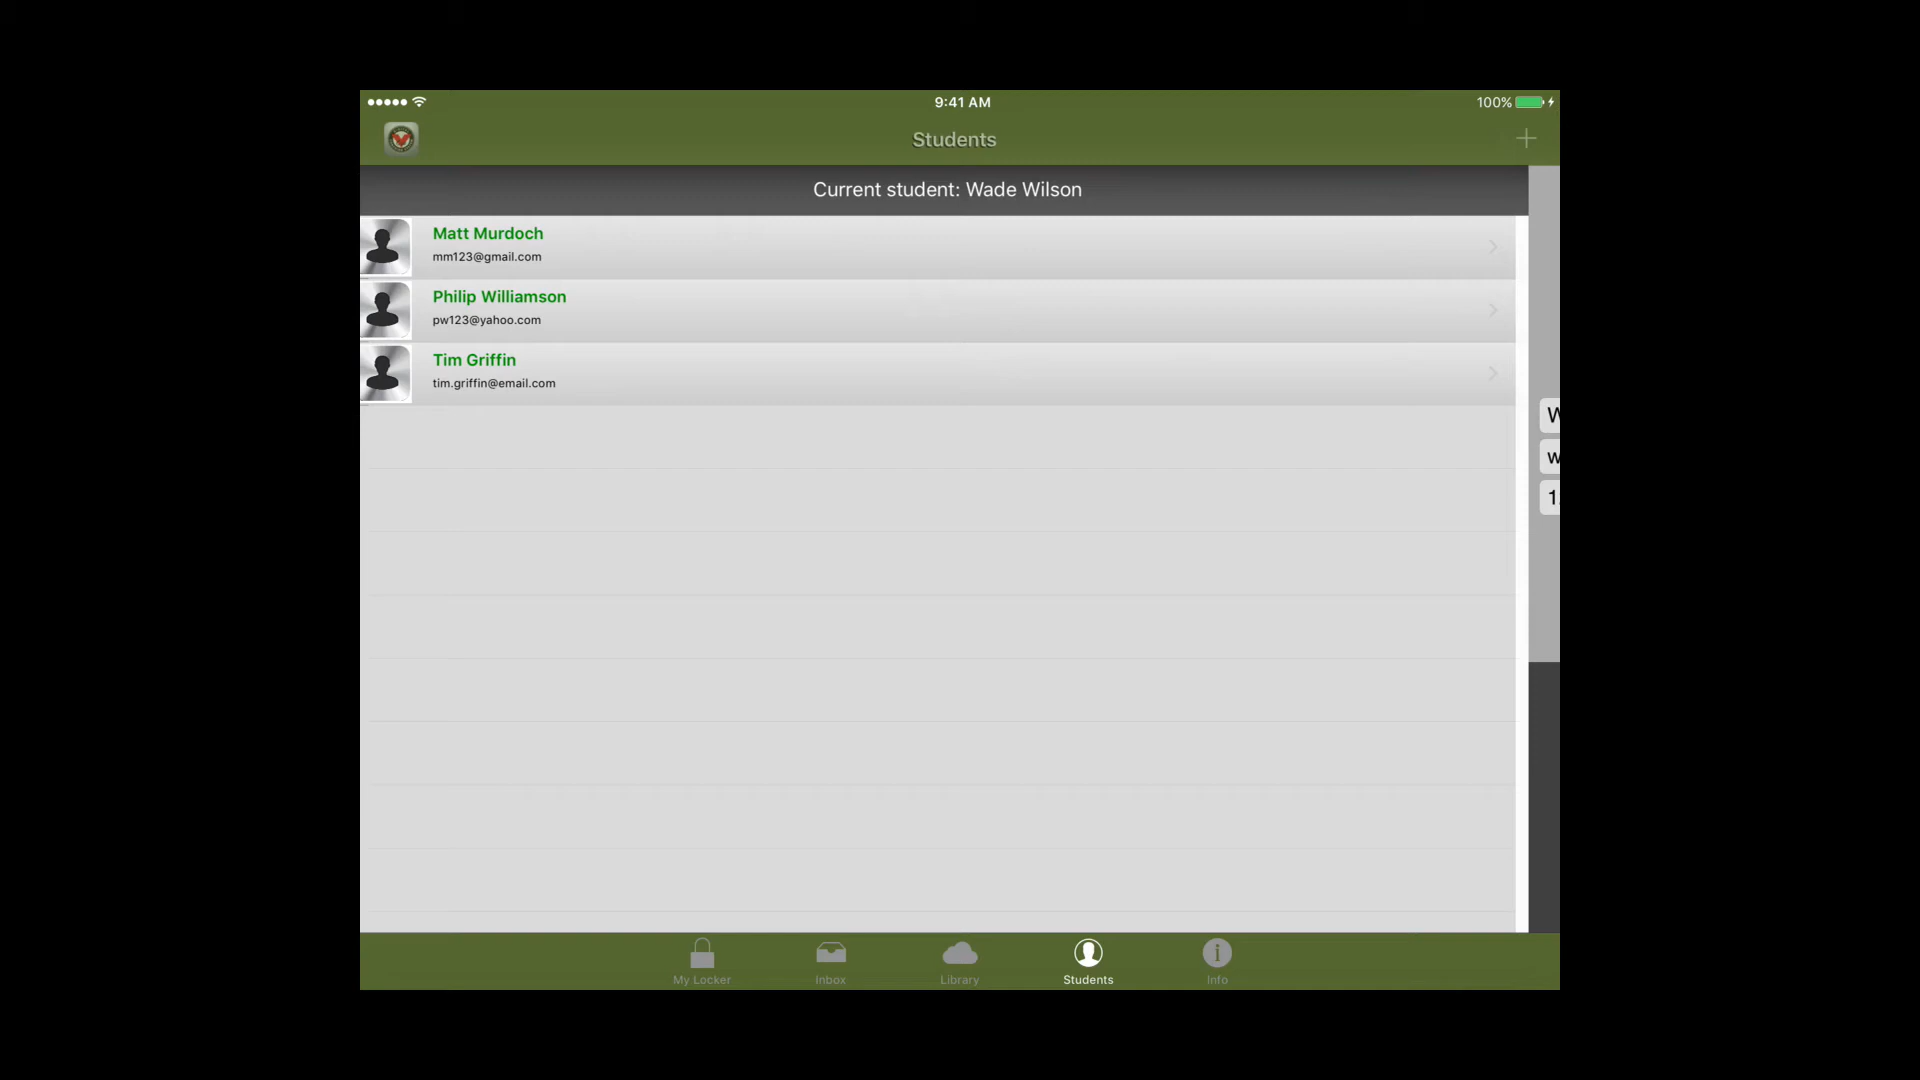 9:41 AM
100%
Students
Current student: Wade Wilson
Matt Murdoch
mm123@gmail.com
Philip Williamson
pw123@yahoo.com
Tim Griffin
tim.griffin@email.com
My Locker
Inbox
Library
Students
Info